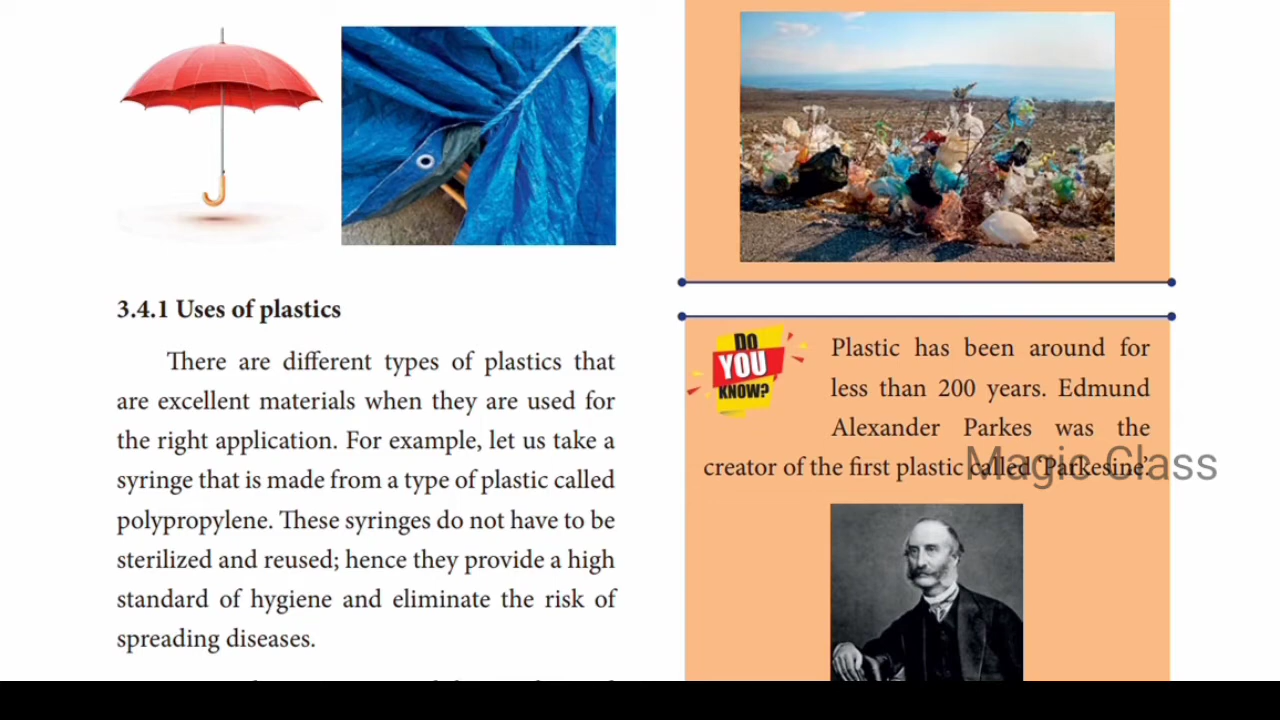 3.4.1 Uses of plastics
There are different types of plastics that
are excellent materials when they are used for
the right application. For example, let us take a
syringe that is made from a type of plastic called
polypropylene. These syringes do not have to be
sterilized and reused; hence they provide a high
standard of hygiene and eliminate the risk of
spreading diseases.
DO
YOU
KNOW?
Plastic has been around for
less than 200 years. Edmund
Alexander Parkes was the
creator of the first plastic called ‘Parkesine’.
Magic Class